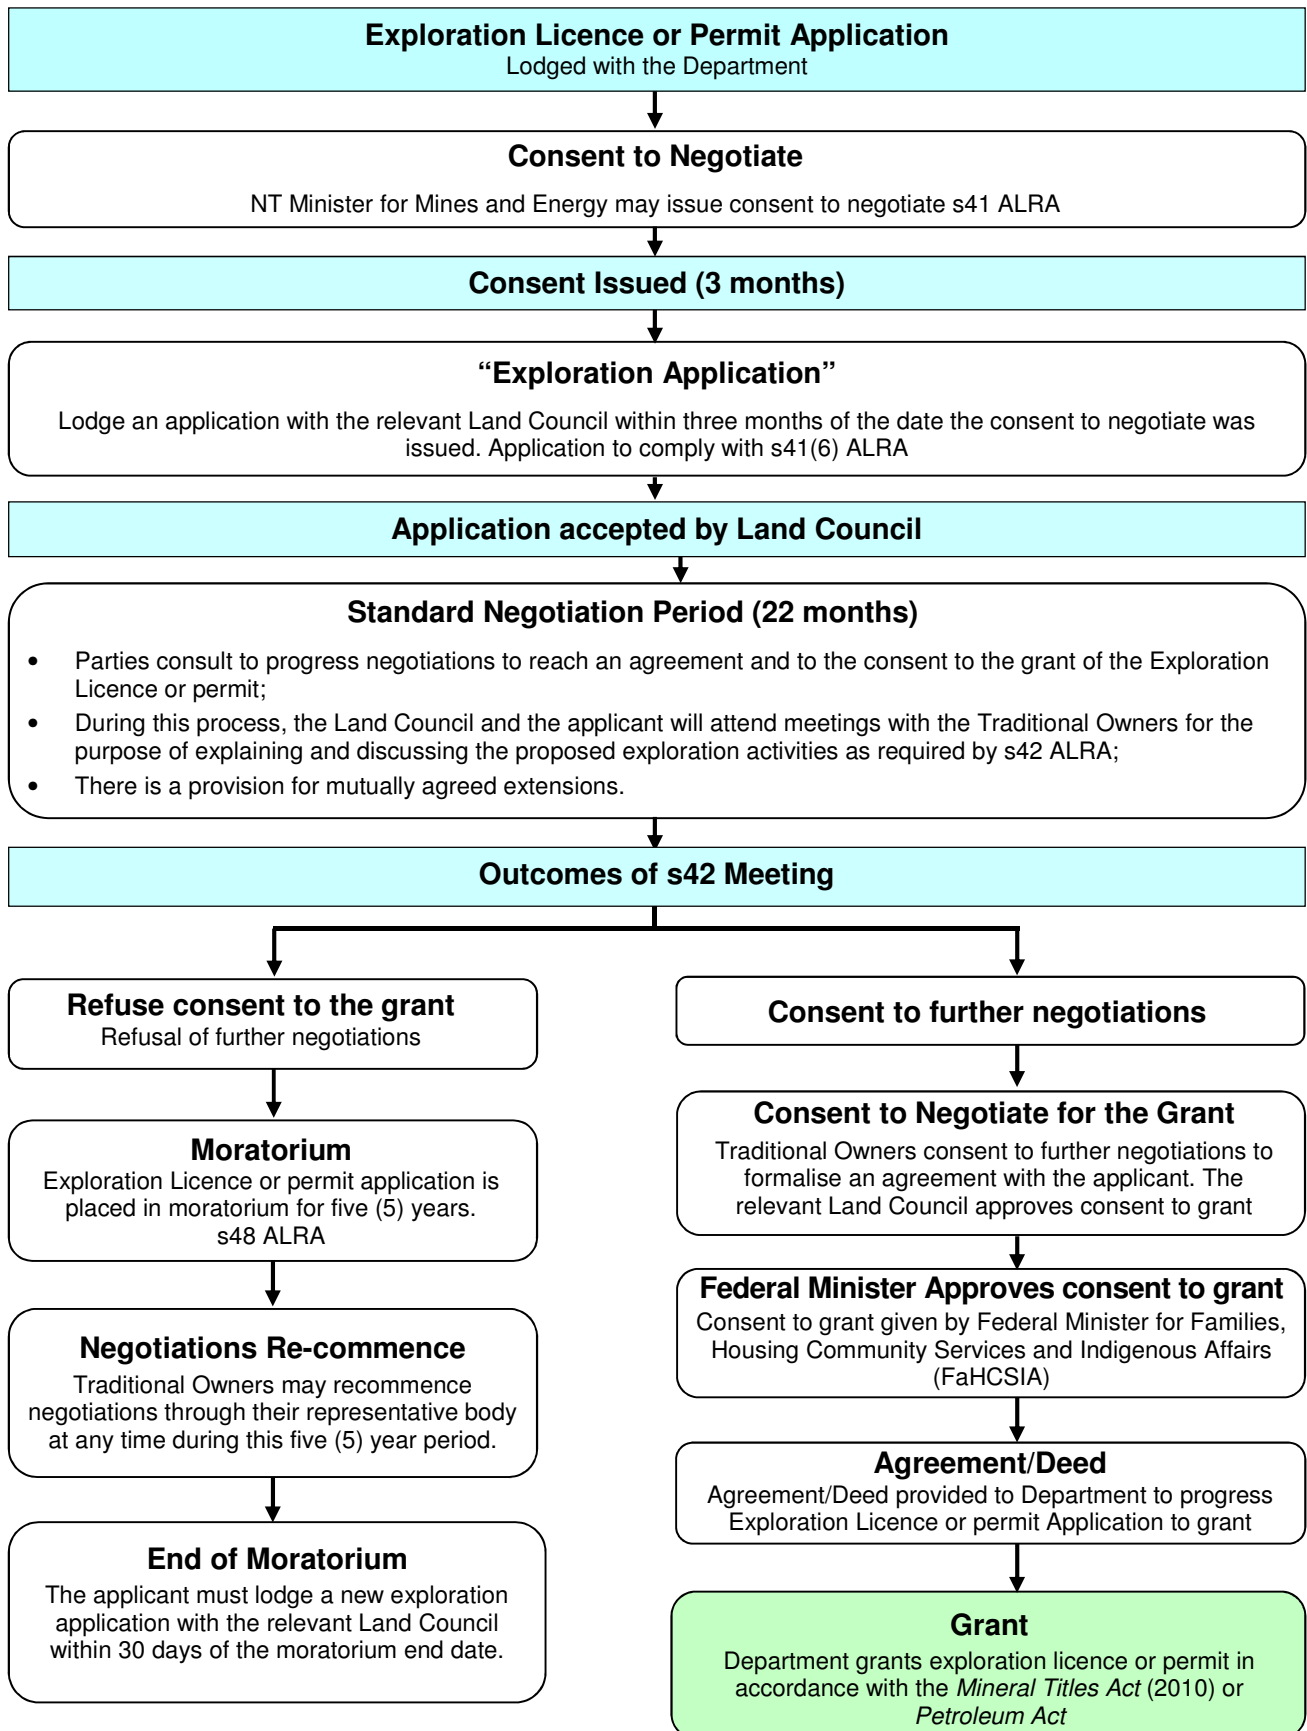 Exploration Licence or Permit Application
Lodged with the Department
Consent to Negotiate
NT Minister for Mines and Energy may issue consent to negotiate s41 ALRA
Consent Issued (3 months)
“Exploration Application”
Lodge an application with the relevant Land Council within three months of the date the consent to negotiate was
issued. Application to comply with s41(6) ALRA
Application accepted by Land Council
Standard Negotiation Period (22 months)
• Parties consult to progress negotiations to reach an agreement and to the consent to the grant of the Exploration
Licence or permit;
• During this process, the Land Council and the applicant will attend meetings with the Traditional Owners for the
purpose of explaining and discussing the proposed exploration activities as required by s42 ALRA;
• There is a provision for mutually agreed extensions.
Outcomes of s42 Meeting
Refuse consent to the grant
Refusal of further negotiations
Moratorium
Exploration Licence or permit application is
placed in moratorium for five (5) years.
s48 ALRA
Negotiations Re-commence
Traditional Owners may recommence
negotiations through their representative body
at any time during this five (5) year period.
End of Moratorium
The applicant must lodge a new exploration
application with the relevant Land Council
within 30 days of the moratorium end date.
Consent to further negotiations
Consent to Negotiate for the Grant
Traditional Owners consent to further negotiations to
formalise an agreement with the applicant. The
relevant Land Council approves consent to grant
Federal Minister Approves consent to grant
Consent to grant given by Federal Minister for Families,
Housing Community Services and Indigenous Affairs
(FaHCSIA)
Agreement/Deed
Agreement/Deed provided to Department to progress
Exploration Licence or permit Application to grant
Grant
Department grants exploration licence or permit in
accordance with the Mineral Titles Act (2010) or
Petroleum Act